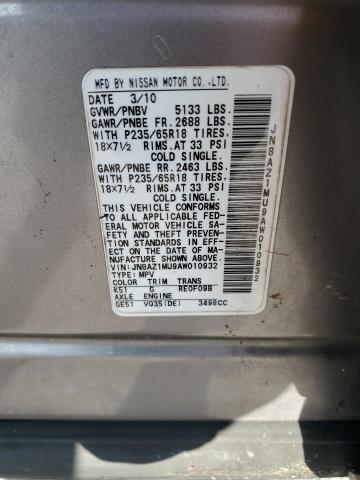 MFD BY NISSAN MOTOR CO.,LTD.
DATE 3/10
GVWR/PNBV 5133 LBS.
GAWR/PNBE FR. 2688 LBS.
WITH P235/65R18 TIRES.
18X7½ RIMS.AT 33 PSI
COLD SINGLE.
GAWR/PNBE RR. 2463 LBS.
WITH P235/65R18 TIRES.
18X7½ RIMS.AT 33 PSI
COLD SINGLE.
THIS VEHICLE CONFORMS
TO ALL APPLICABLE FED-
ERAL MOTOR VEHICLE SA-
FETY AND THEFT PREVEN-
TION STANDARDS IN EFF-
ECT ON THE DATE OF MA-
NUFACTURE SHOWN ABOVE.
VIN: JN8AZ1MU9AW010932
TYPE: MPV
COLOR TRIM TRANS
K51 G RE0F09B
AXLE ENGINE
GE51 VQ35(DE) 3498CC
JN8AZ1MU9AW010932